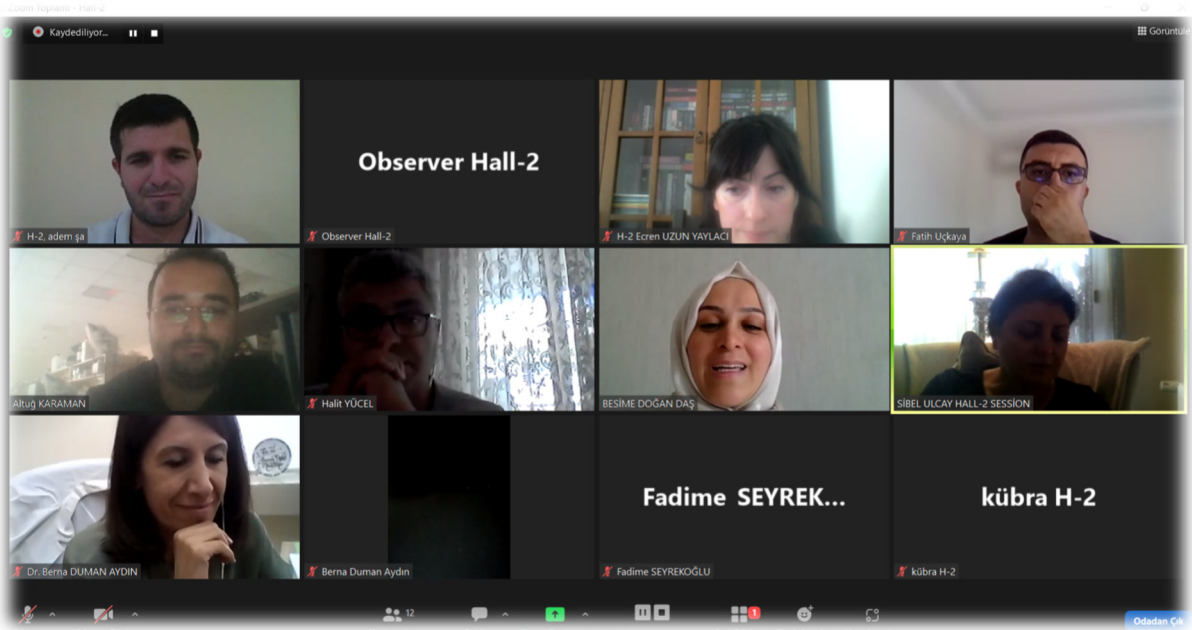 Zoom Toplantı - Hall-2
Kaydediliyor...
Görüntüle
H-2, adem şa
Observer Hall-2
Observer Hall-2
H-2 Ecren UZUN YAYLACI
Fatih Uçkaya
Altuğ KARAMAN
Halit YÜCEL
BESİME DOĞAN DAŞ
SİBEL ULCAY HALL-2 SESSİON
Dr. Berna DUMAN AYDIN
Berna Duman Aydın
Fadime SEYREK...
Fadime SEYREKOĞLU
kübra H-2
kübra H-2
12
1
Odadan Çık